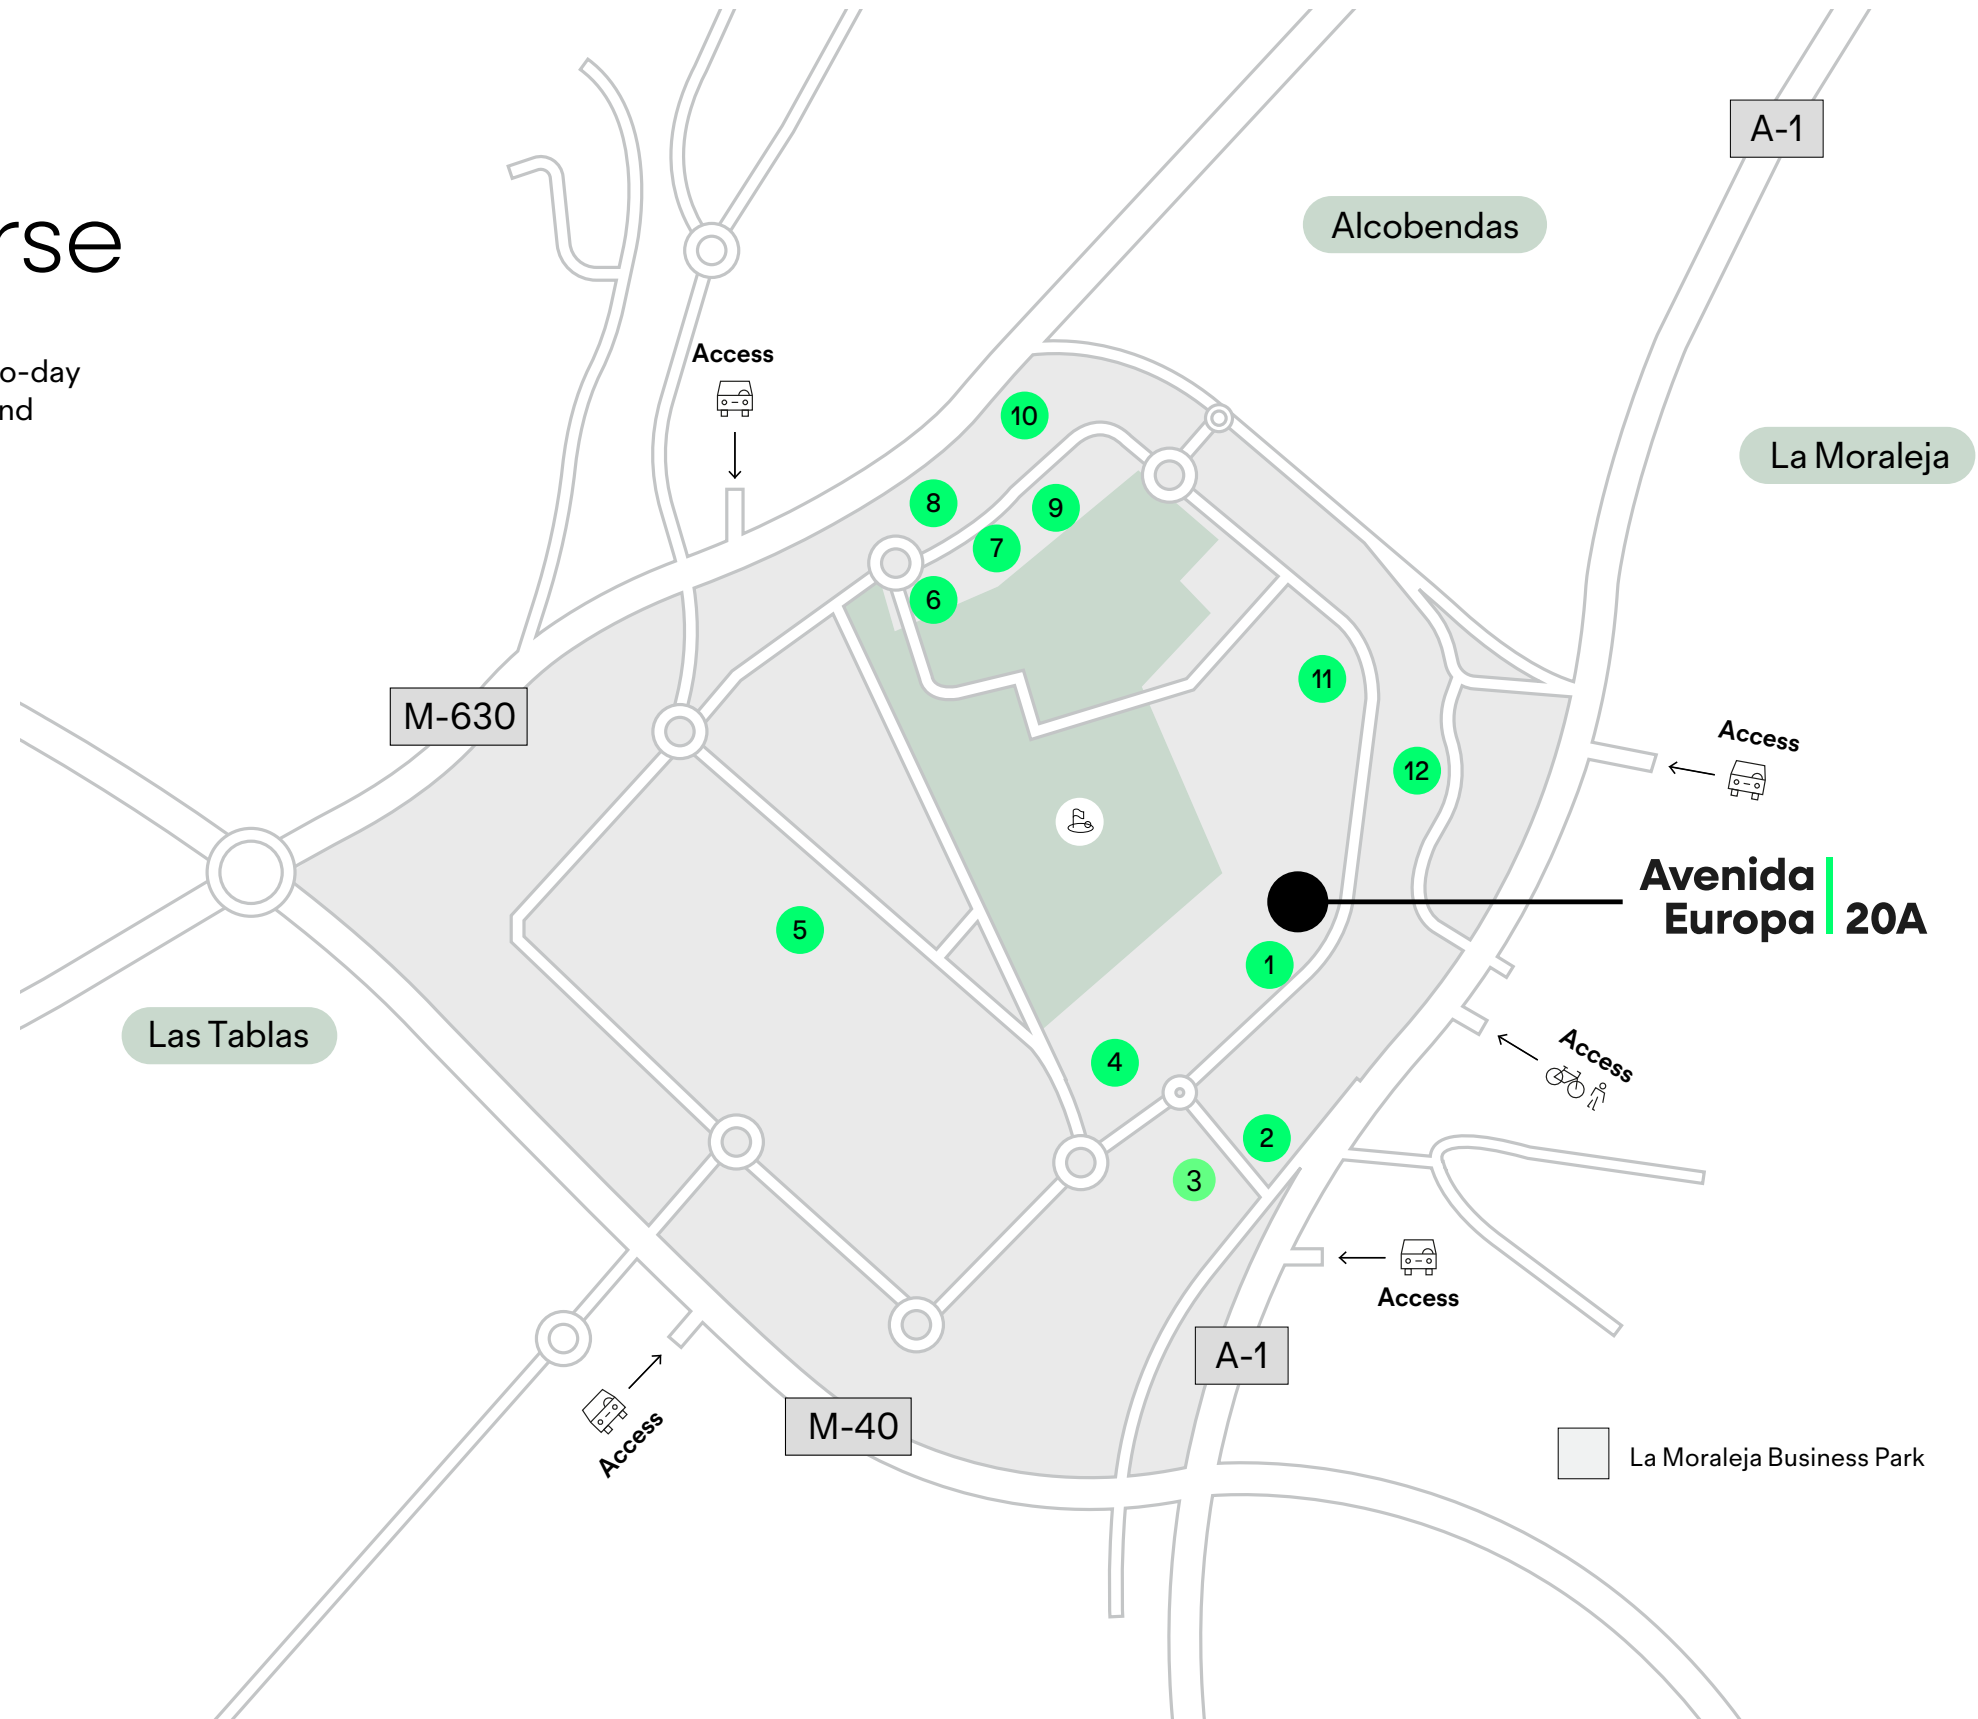 rse
o-day
nd
A-1
Alcobendas
Access
10
La Moraleja
8
9
7
6
11
M-630
Access
12
Avenida
Europa 20A
5
1
Las Tablas
Access
4
2
3
Access
A-1
M-40
Access
La Moraleja Business Park